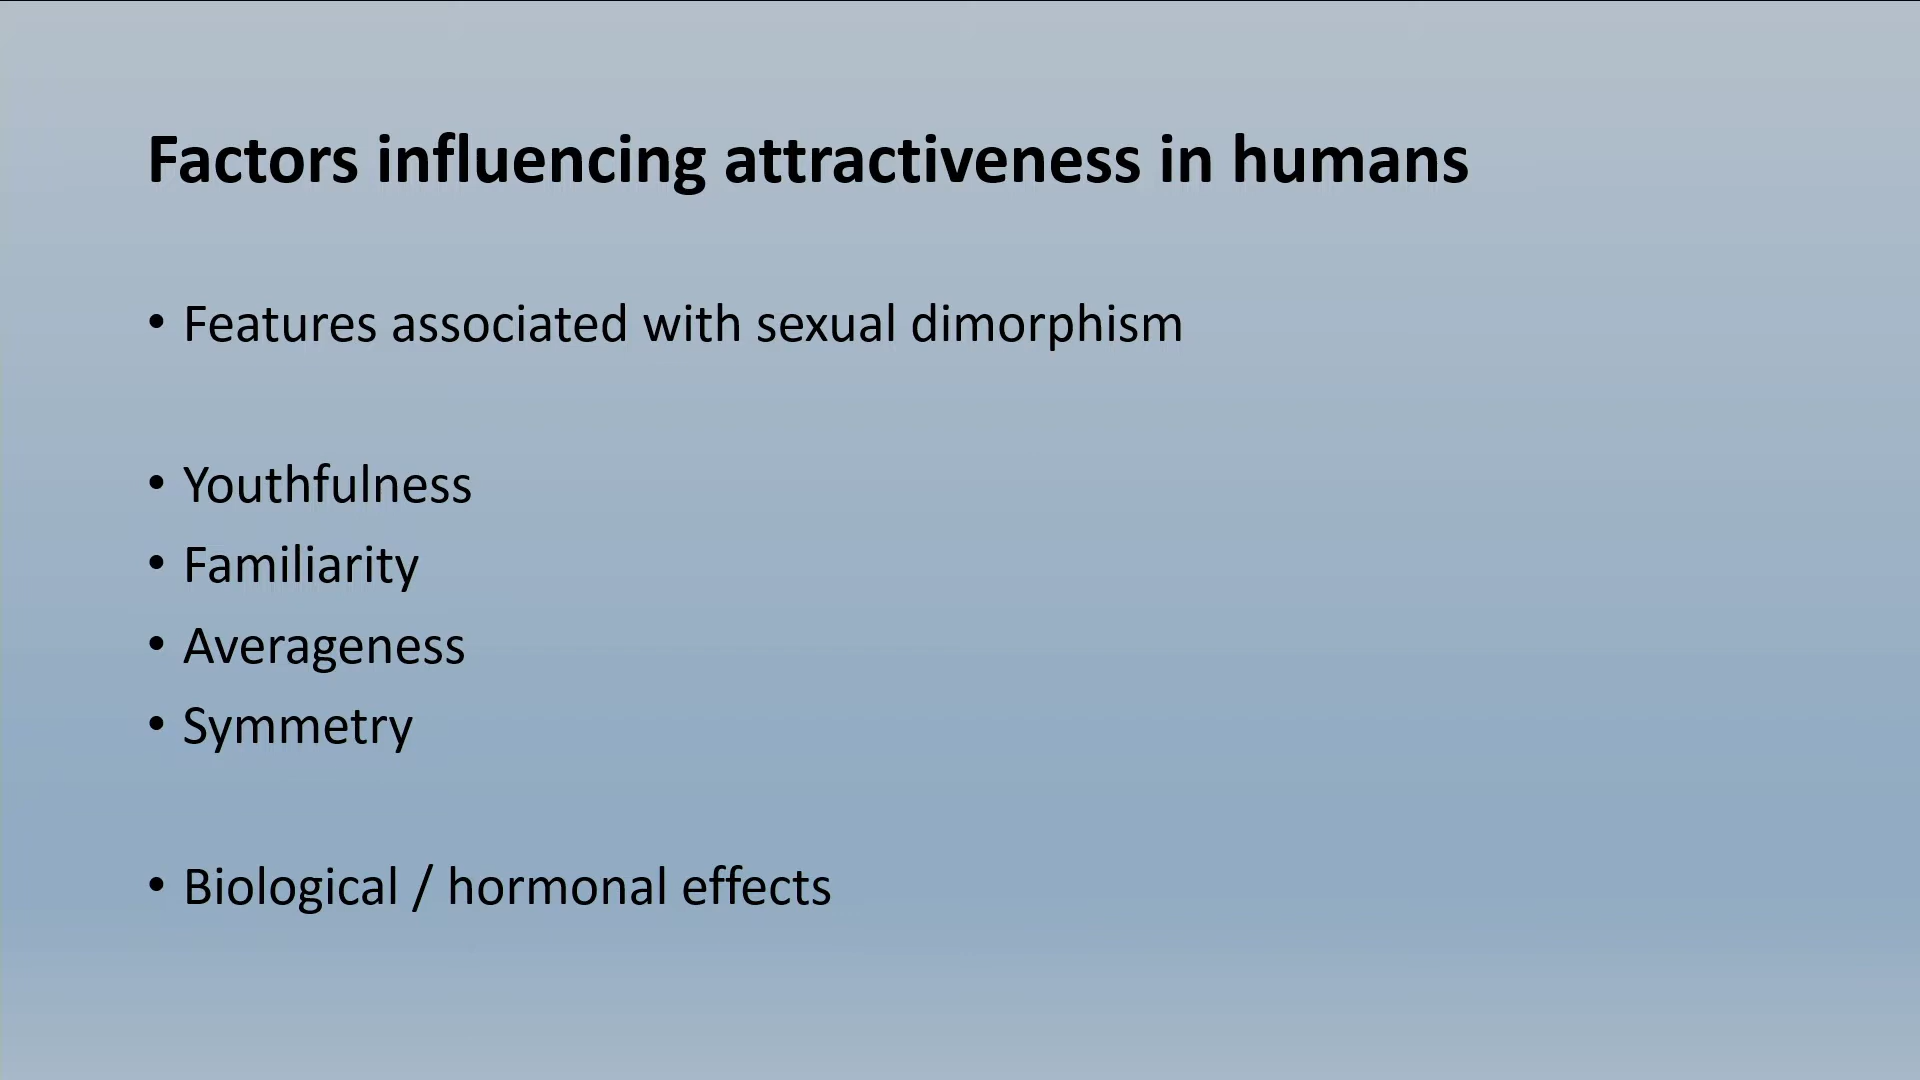 Factors influencing attractiveness in humans
• Features associated with sexual dimorphism
• Youthfulness
• Familiarity
• Averageness
• Symmetry
• Biological / hormonal effects